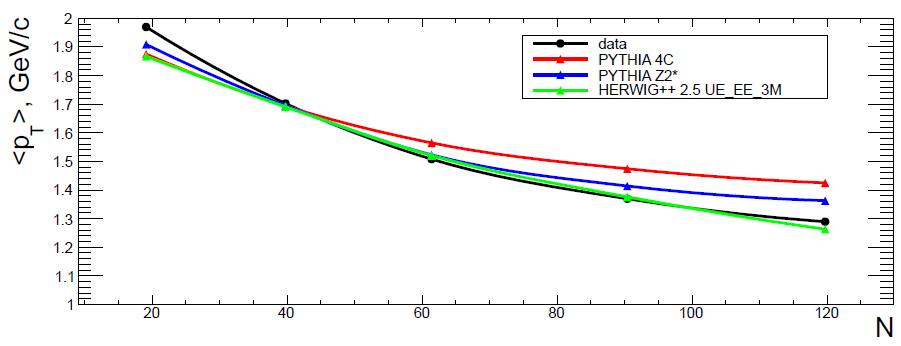 <p_T>, GeV/c
2
1.9
1.8
1.7
1.6
1.5
1.4
1.3
1.2
1.1
1
data
PYTHIA 4C
PYTHIA Z2*
HERWIG++ 2.5 UE_EE_3M
20 40 60 80 100 120
N